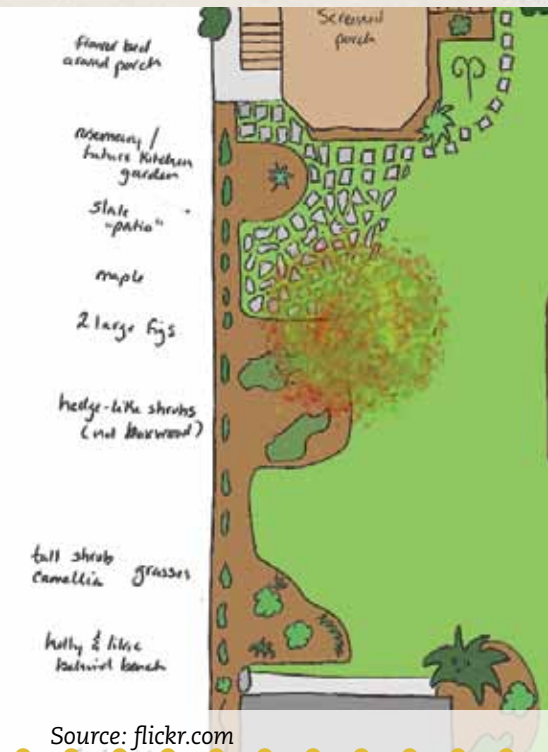 Screened
porch
flower bed
around porch
rosemary /
future kitchen
garden
slate
"patio"
maple
2 large figs
hedge-like shrubs
(not boxwood)
tall shrub
camellia grasses
holly & lilac
behind bench
Source: flickr.com